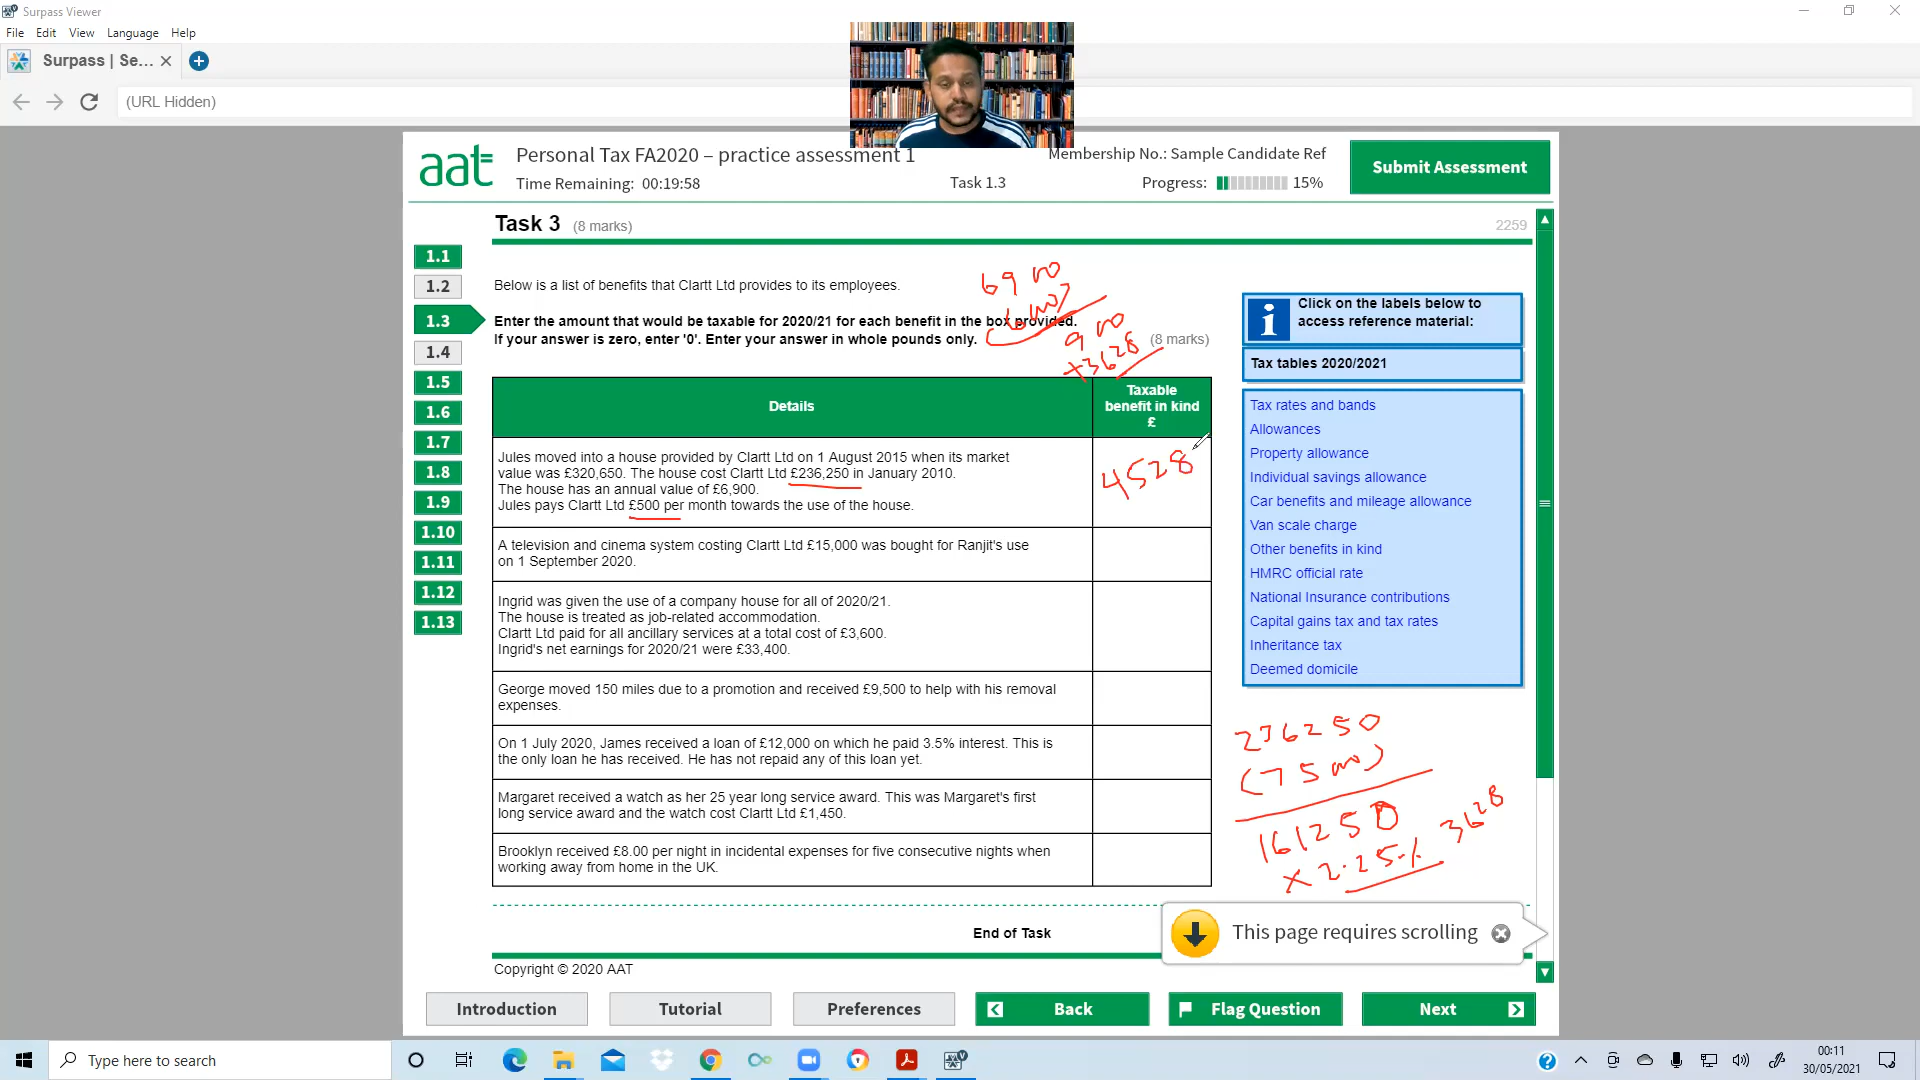 Surpass Viewer
File Edit View Language Help
Surpass | Se...
(URL Hidden)
aat
Personal Tax FA2020 – practice assessment 1
Membership No.: Sample Candidate Ref
Submit Assessment
Time Remaining: 00:19:58
Task 1.3
Progress: 15%
Task 3 (8 marks)
2259
1.1
1.2
1.3
1.4
1.5
1.6
1.7
1.8
1.9
1.10
1.11
1.12
1.13
Below is a list of benefits that Clartt Ltd provides to its employees.
Enter the amount that would be taxable for 2020/21 for each benefit in the box provided.
If your answer is zero, enter '0'. Enter your answer in whole pounds only.
(8 marks)
6900
(6000)
900
+3628
Details
Taxable
benefit in kind
£
Jules moved into a house provided by Clartt Ltd on 1 August 2015 when its market
value was £320,650. The house cost Clartt Ltd £236,250 in January 2010.
The house has an annual value of £6,900.
Jules pays Clartt Ltd £500 per month towards the use of the house.
4528
A television and cinema system costing Clartt Ltd £15,000 was bought for Ranjit's use
on 1 September 2020.
Ingrid was given the use of a company house for all of 2020/21.
The house is treated as job-related accommodation.
Clartt Ltd paid for all ancillary services at a total cost of £3,600.
Ingrid's net earnings for 2020/21 were £33,400.
George moved 150 miles due to a promotion and received £9,500 to help with his removal
expenses.
On 1 July 2020, James received a loan of £12,000 on which he paid 3.5% interest. This is
the only loan he has received. He has not repaid any of this loan yet.
Margaret received a watch as her 25 year long service award. This was Margaret's first
long service award and the watch cost Clartt Ltd £1,450.
Brooklyn received £8.00 per night in incidental expenses for five consecutive nights when
working away from home in the UK.
Click on the labels below to
access reference material:
Tax tables 2020/2021
Tax rates and bands
Allowances
Property allowance
Individual savings allowance
Car benefits and mileage allowance
Van scale charge
Other benefits in kind
HMRC official rate
National Insurance contributions
Capital gains tax and tax rates
Inheritance tax
Deemed domicile
236250
(75000)
161250
× 2.25%
3628
End of Task
This page requires scrolling
Copyright © 2020 AAT
Introduction
Tutorial
Preferences
Back
Flag Question
Next
Type here to search
00:11
30/05/2021